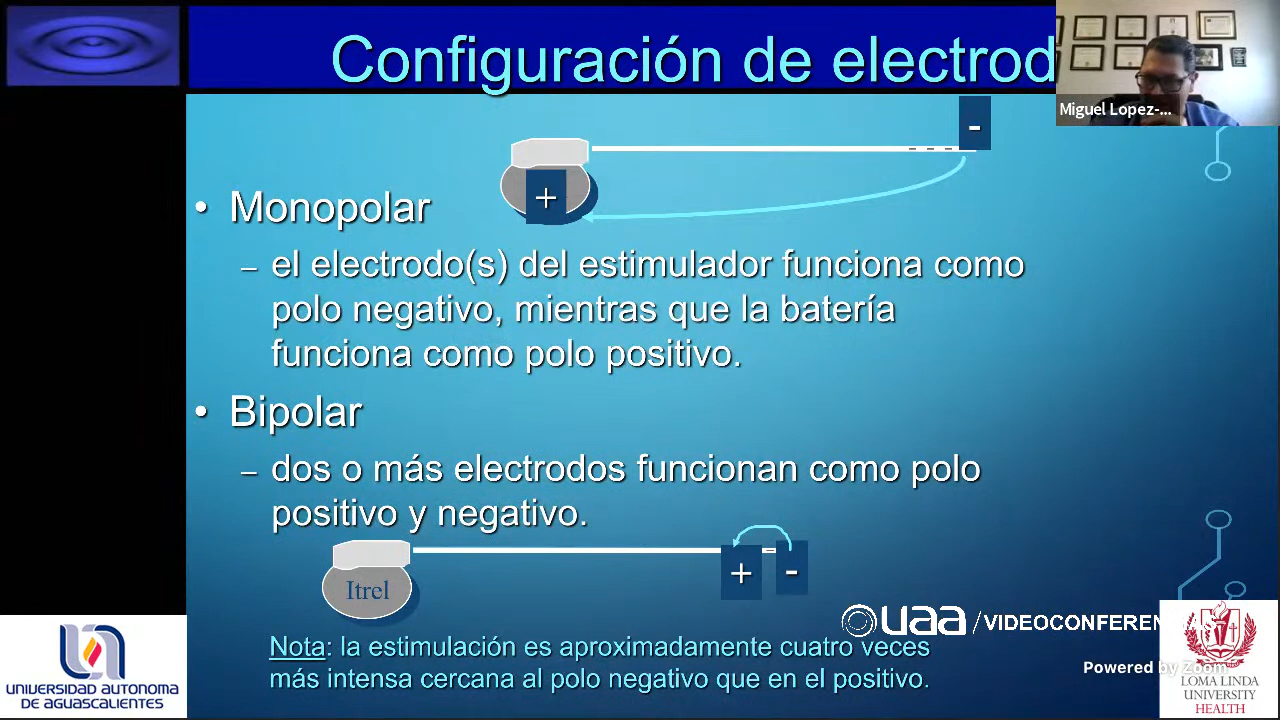 Configuración de electrod
Miguel Lopez-...
-
+
• Monopolar
– el electrodo(s) del estimulador funciona como
polo negativo, mientras que la batería
funciona como polo positivo.
• Bipolar
– dos o más electrodos funcionan como polo
positivo y negativo.
Itrel
+ -
uaa /VIDEOCONFEREN
Nota: la estimulación es aproximadamente cuatro veces
más intensa cercana al polo negativo que en el positivo.
Powered by Zoom
UNIVERSIDAD AUTONOMA
DE AGUASCALIENTES
LOMA LINDA
UNIVERSITY
HEALTH